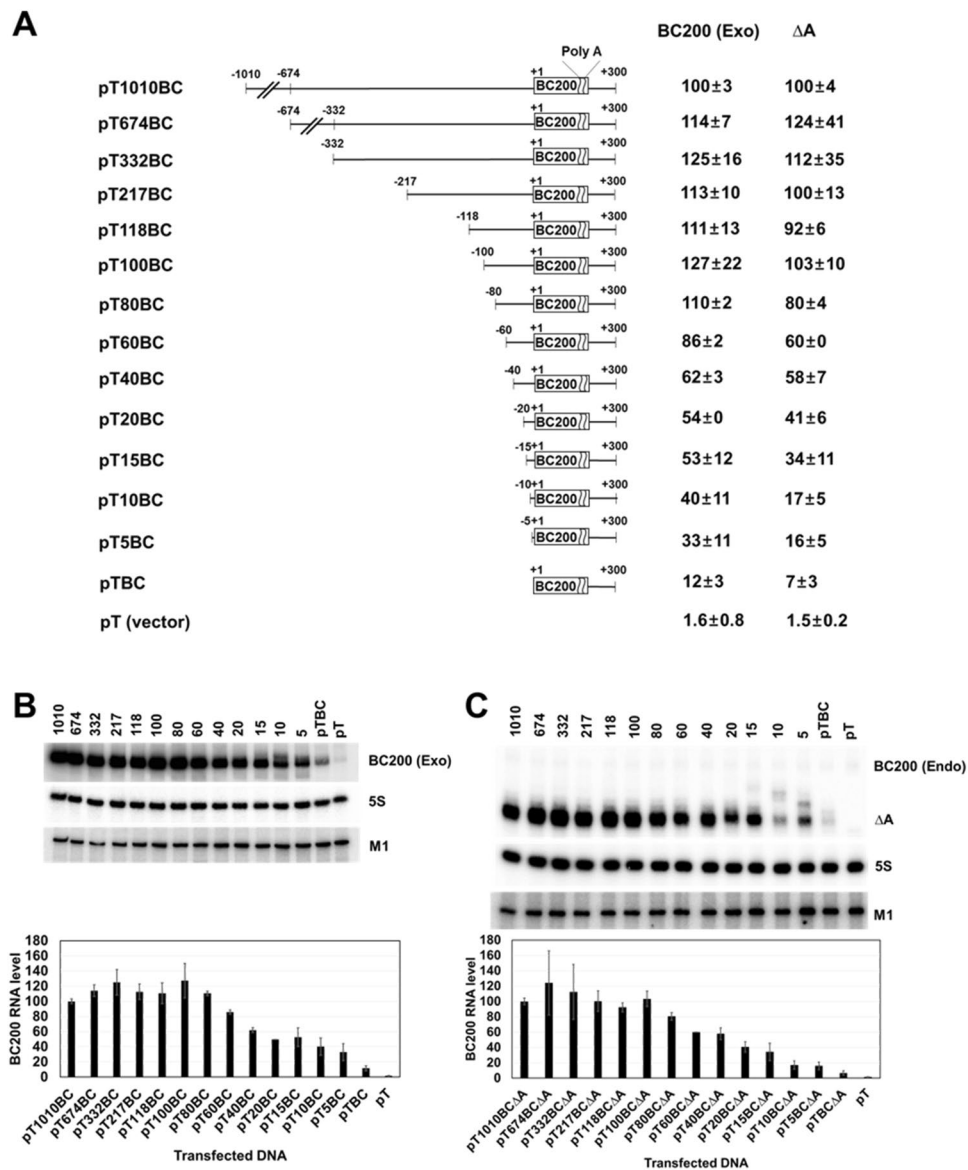 A
BC200 (Exo) ΔA
Poly A
pT1010BC -1010 -674 +1 BC200 +300 100±3 100±4
pT674BC -674 -332 +1 BC200 +300 114±7 124±41
pT332BC -332 +1 BC200 +300 125±16 112±35
pT217BC -217 +1 BC200 +300 113±10 100±13
pT118BC -118 +1 BC200 +300 111±13 92±6
pT100BC -100 +1 BC200 +300 127±22 103±10
pT80BC -80 +1 BC200 +300 110±2 80±4
pT60BC -60 +1 BC200 +300 86±2 60±0
pT40BC -40 +1 BC200 +300 62±3 58±7
pT20BC -20 +1 BC200 +300 54±0 41±6
pT15BC -15 +1 BC200 +300 53±12 34±11
pT10BC -10 +1 BC200 +300 40±11 17±5
pT5BC -5 +1 BC200 +300 33±11 16±5
pTBC +1 BC200 +300 12±3 7±3
pT (vector) 1.6±0.8 1.5±0.2
B
1010 674 332 217 118 100 80 60 40 20 15 10 5 pTBC pT
BC200 (Exo)
5S
M1
BC200 RNA level
180
160
140
120
100
80
60
40
20
0
pT1010BC pT674BC pT332BC pT217BC pT118BC pT100BC pT80BC pT60BC pT40BC pT20BC pT15BC pT10BC pT5BC pTBC pT
Transfected DNA
C
1010 674 332 217 118 100 80 60 40 20 15 10 5 pTBC pT
BC200 (Endo)
ΔA
5S
M1
BC200 RNA level
180
160
140
120
100
80
60
40
20
0
pT1010BCΔA pT674BCΔA pT332BCΔA pT217BCΔA pT118BCΔA pT100BCΔA pT80BCΔA pT60BCΔA pT40BCΔA pT20BCΔA pT15BCΔA pT10BCΔA pT5BCΔA pTBCΔA pT
Transfected DNA